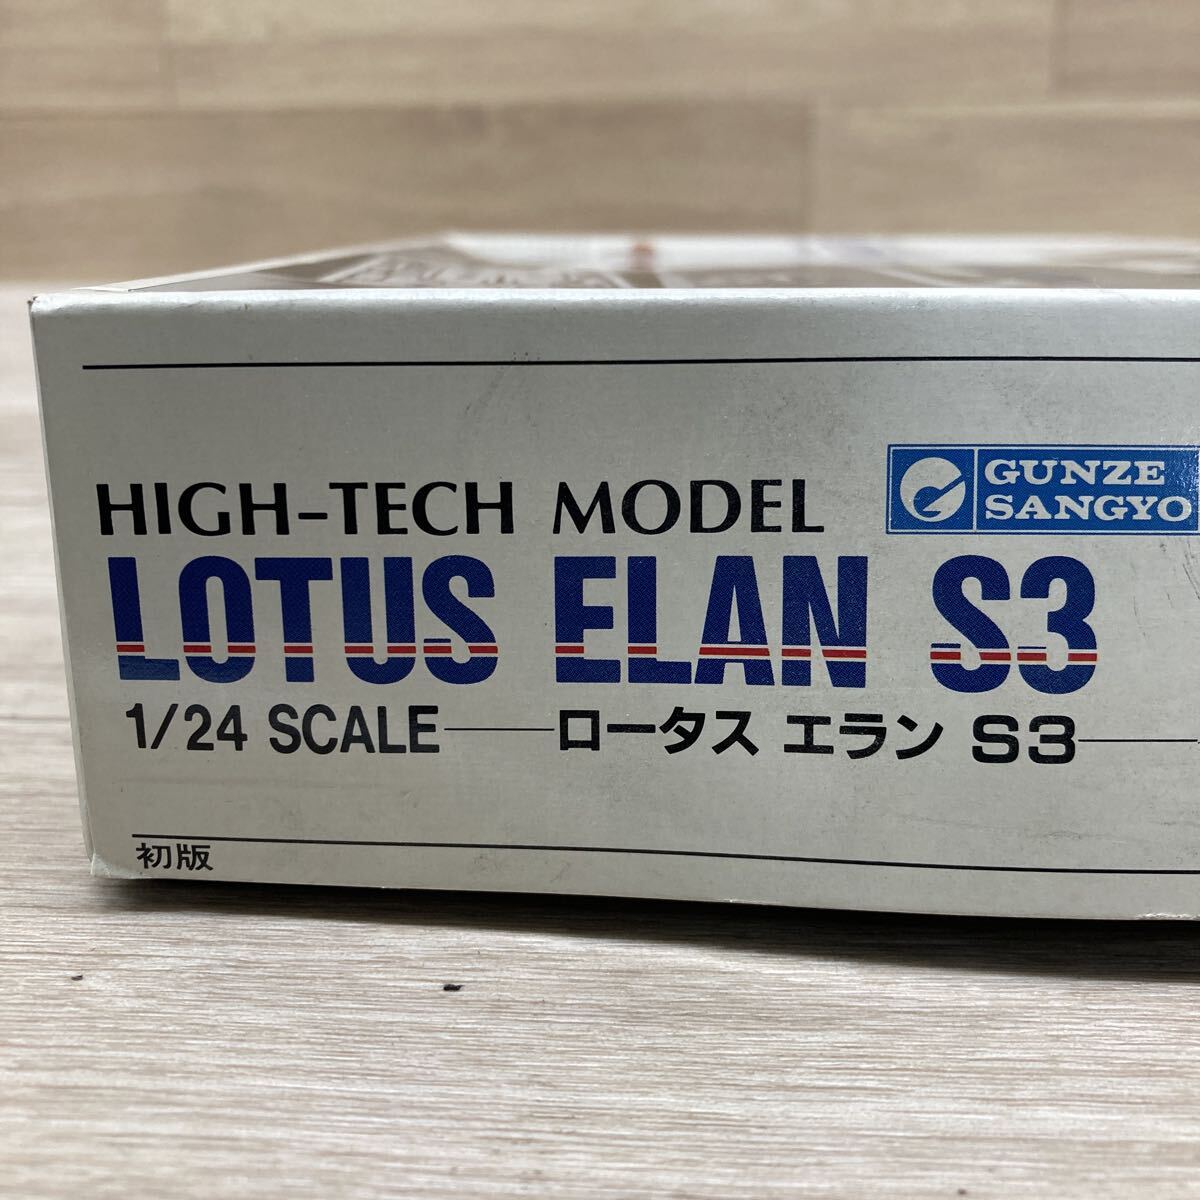 GUNZE
SANGYO
HIGH-TECH MODEL
LOTUS ELAN S3
1/24 SCALE——ロータス エラン S3——
初版